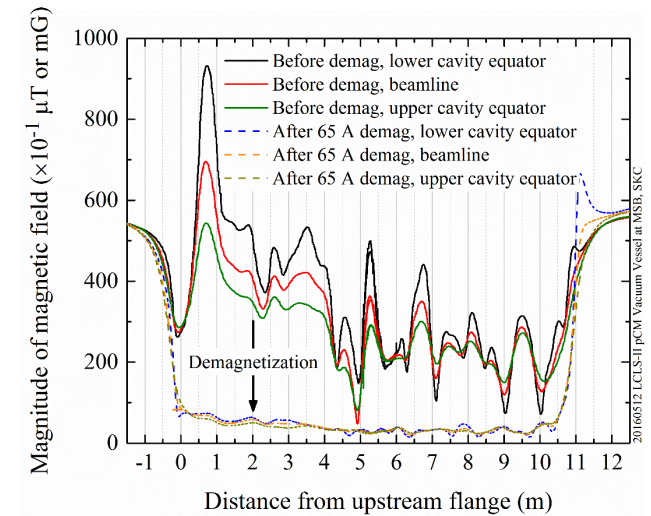 Magnitude of magnetic field (×10⁻¹ μT or mG)
1000
800
600
400
200
0
Before demag, lower cavity equator
Before demag, beamline
Before demag, upper cavity equator
After 65 A demag, lower cavity equator
After 65 A demag, beamline
After 65 A demag, upper cavity equator
Demagnetization
20160512 LCLS-II pCM Vacuum Vessel at MSB, SKC
-1 0 1 2 3 4 5 6 7 8 9 10 11 12
Distance from upstream flange (m)